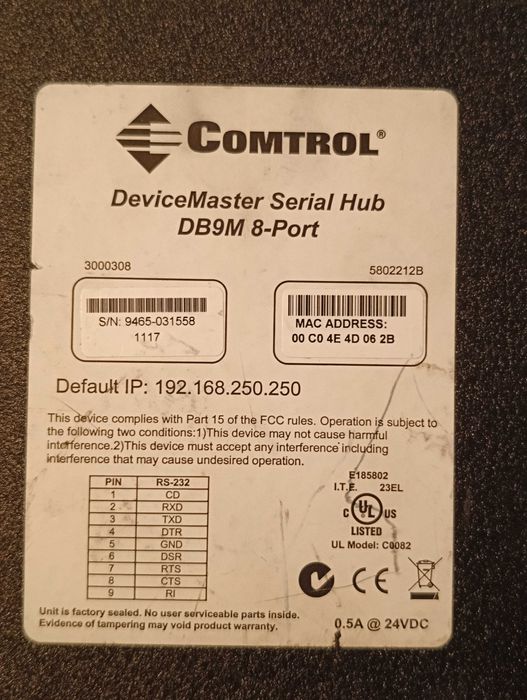 COMTROL®
DeviceMaster Serial Hub
DB9M 8-Port
3000308
5802212B
S/N: 9465-031558
1117
MAC ADDRESS:
00 C0 4E 4D 06 2B
Default IP: 192.168.250.250
This device complies with Part 15 of the FCC rules. Operation is subject to
the following two conditions:1)This device may not cause harmful
interference.2)This device must accept any interference including
interference that may cause undesired operation.
PIN RS-232
1 CD
2 RXD
3 TXD
4 DTR
5 GND
6 DSR
7 RTS
8 CTS
9 RI
E185802
I.T.E. 23EL
C UL US
LISTED
UL Model: C0082
CE
Unit is factory sealed. No user serviceable parts inside.
Evidence of tampering may void product warranty.
0.5A @ 24VDC